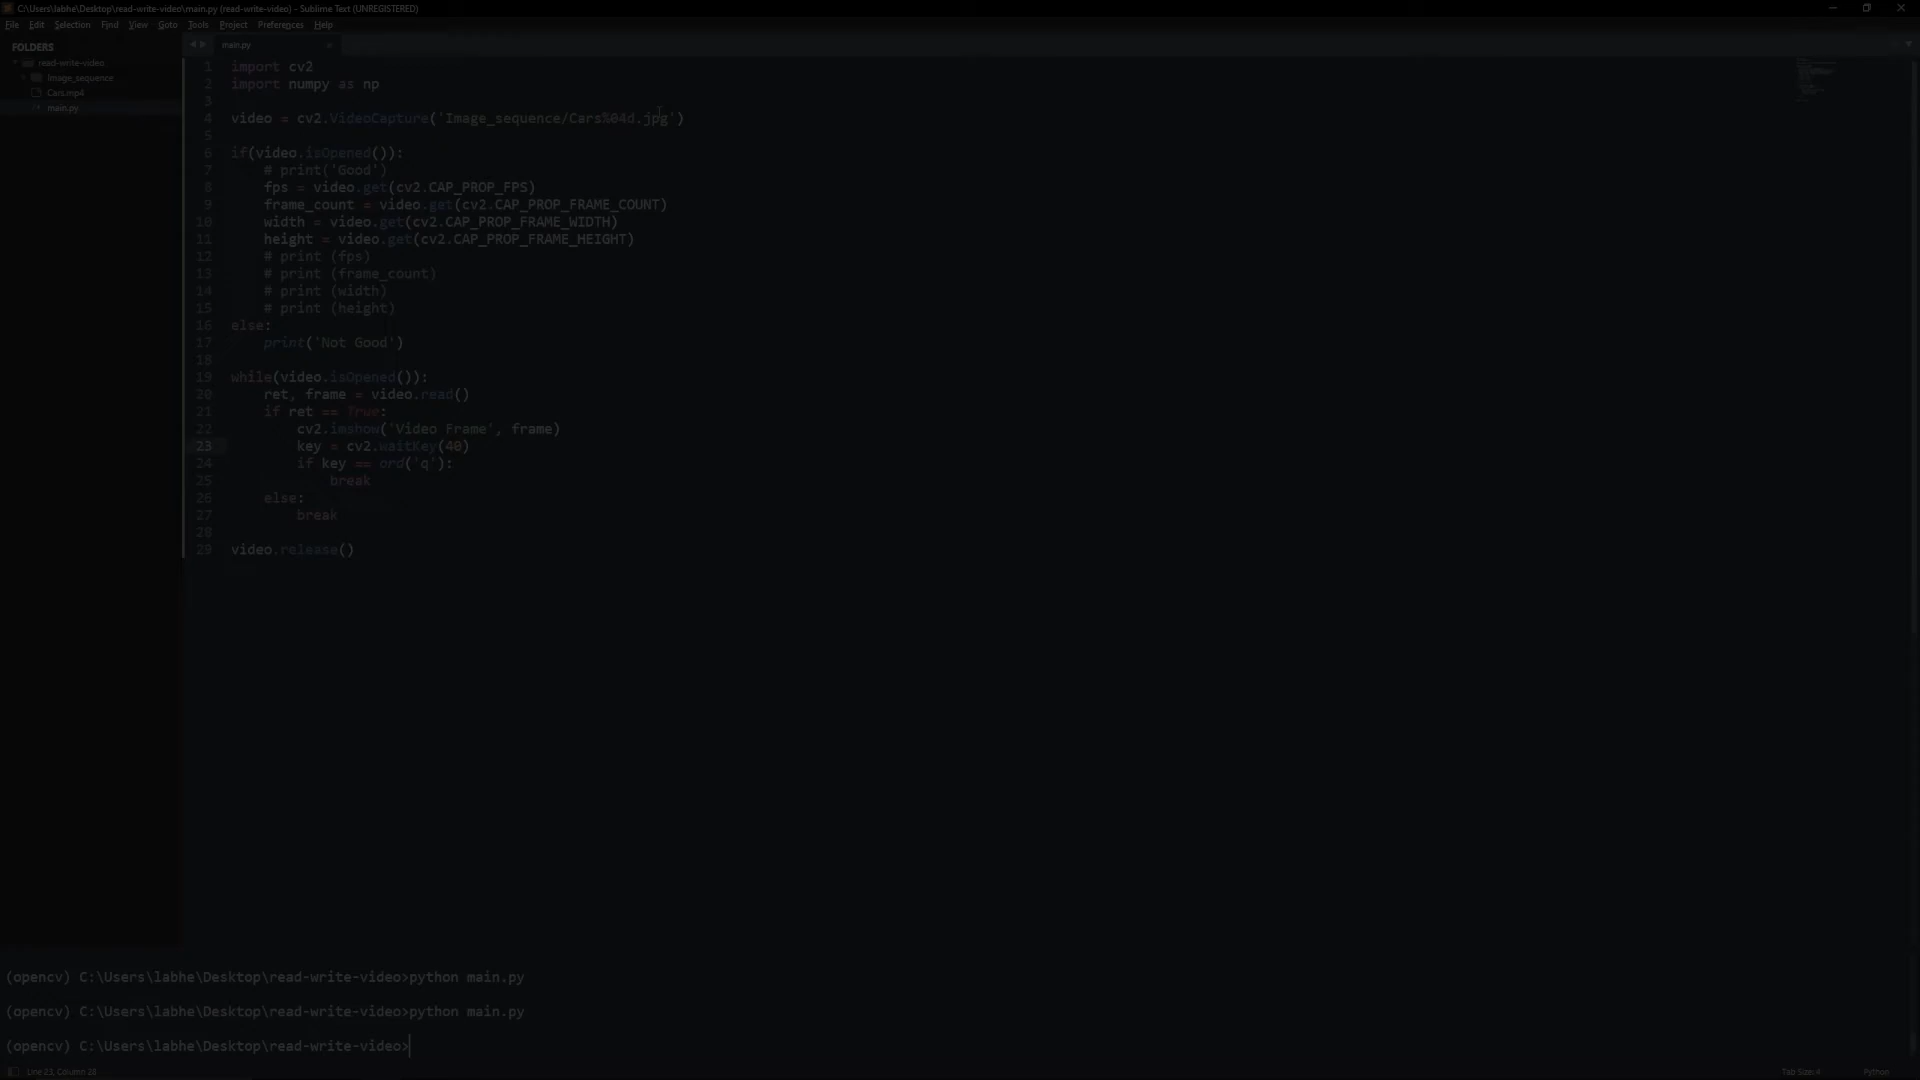 C:\Users\labhe\Desktop\read-write-video\main.py (read-write-video) - Sublime Text (UNREGISTERED)
File Edit Selection Find View Goto Tools Project Preferences Help
FOLDERS
read-write-video
Image_sequence
Cars.mp4
main.py
main.py
1 import cv2
2 import numpy as np
3
4 video = cv2.VideoCapture('Image_sequence/Cars%04d.jpg')
5
6 if(video.isOpened()):
7     # print('Good')
8     fps = video.get(cv2.CAP_PROP_FPS)
9     frame_count = video.get(cv2.CAP_PROP_FRAME_COUNT)
10     width = video.get(cv2.CAP_PROP_FRAME_WIDTH)
11     height = video.get(cv2.CAP_PROP_FRAME_HEIGHT)
12     # print (fps)
13     # print (frame_count)
14     # print (width)
15     # print (height)
16 else:
17     print('Not Good')
18
19 while(video.isOpened()):
20     ret, frame = video.read()
21     if ret == True:
22         cv2.imshow('Video Frame', frame)
23         key = cv2.waitKey(40)
24         if key == ord('q'):
25             break
26     else:
27         break
28
29 video.release()
(opencv) C:\Users\labhe\Desktop\read-write-video>python main.py
(opencv) C:\Users\labhe\Desktop\read-write-video>python main.py
(opencv) C:\Users\labhe\Desktop\read-write-video>
Line 23, Column 28
Tab Size: 4
Python